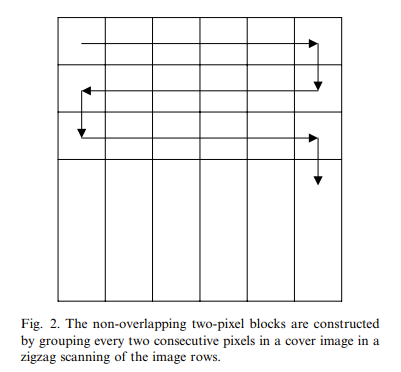 Fig. 2. The non-overlapping two-pixel blocks are constructed
by grouping every two consecutive pixels in a cover image in a
zigzag scanning of the image rows.